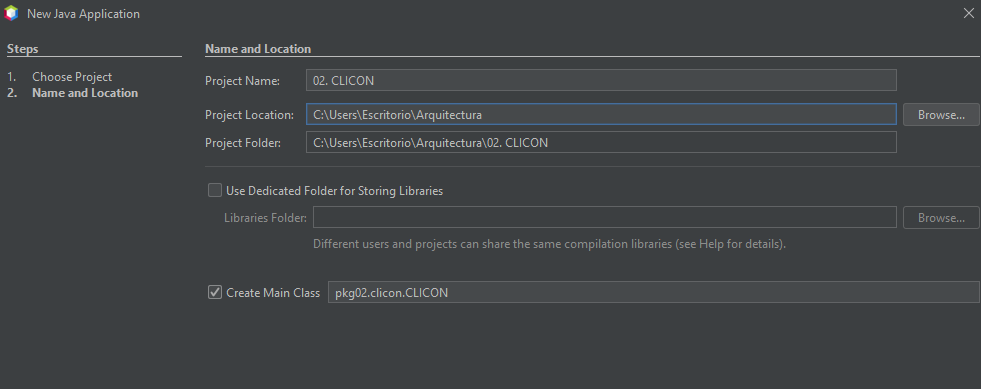 New Java Application
Steps
1. Choose Project
2. Name and Location
Name and Location
Project Name: 02. CLICON
Project Location: C:\Users\Escritorio\Arquitectura Browse...
Project Folder: C:\Users\Escritorio\Arquitectura\02. CLICON
Use Dedicated Folder for Storing Libraries
Libraries Folder: Browse...
Different users and projects can share the same compilation libraries (see Help for details).
Create Main Class pkg02.clicon.CLICON